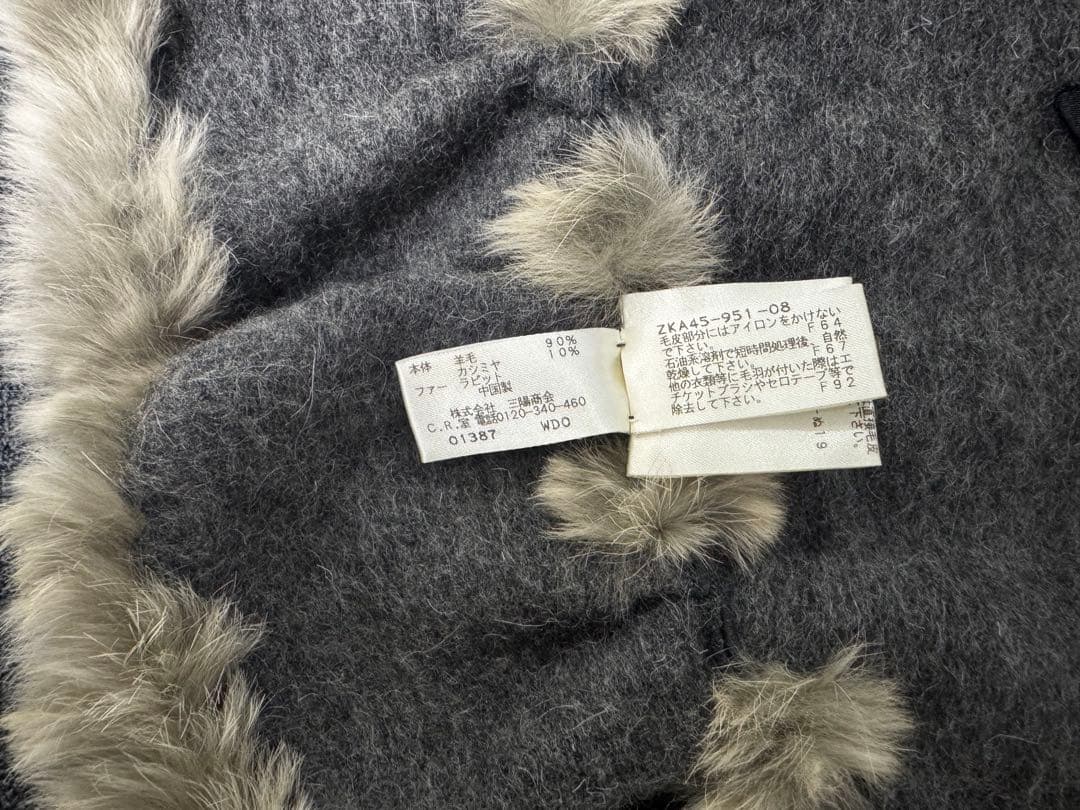 本体 羊毛 90%
カシミヤ 10%
ファー ラビット
中国製
株式会社 三陽商会
C.R.室 電話0120-340-460
01387 WDO
ZKA45-951-08
毛皮部分にはアイロンをかけない
で下さい。 F64
石油系溶剤で短時間処理後、自然
乾燥して下さい。 F67
他の衣類等に毛羽が付いた際はエ
チケットブラシやセロテープ等で
除去して下さい。 F92
毛皮
下さい。
19